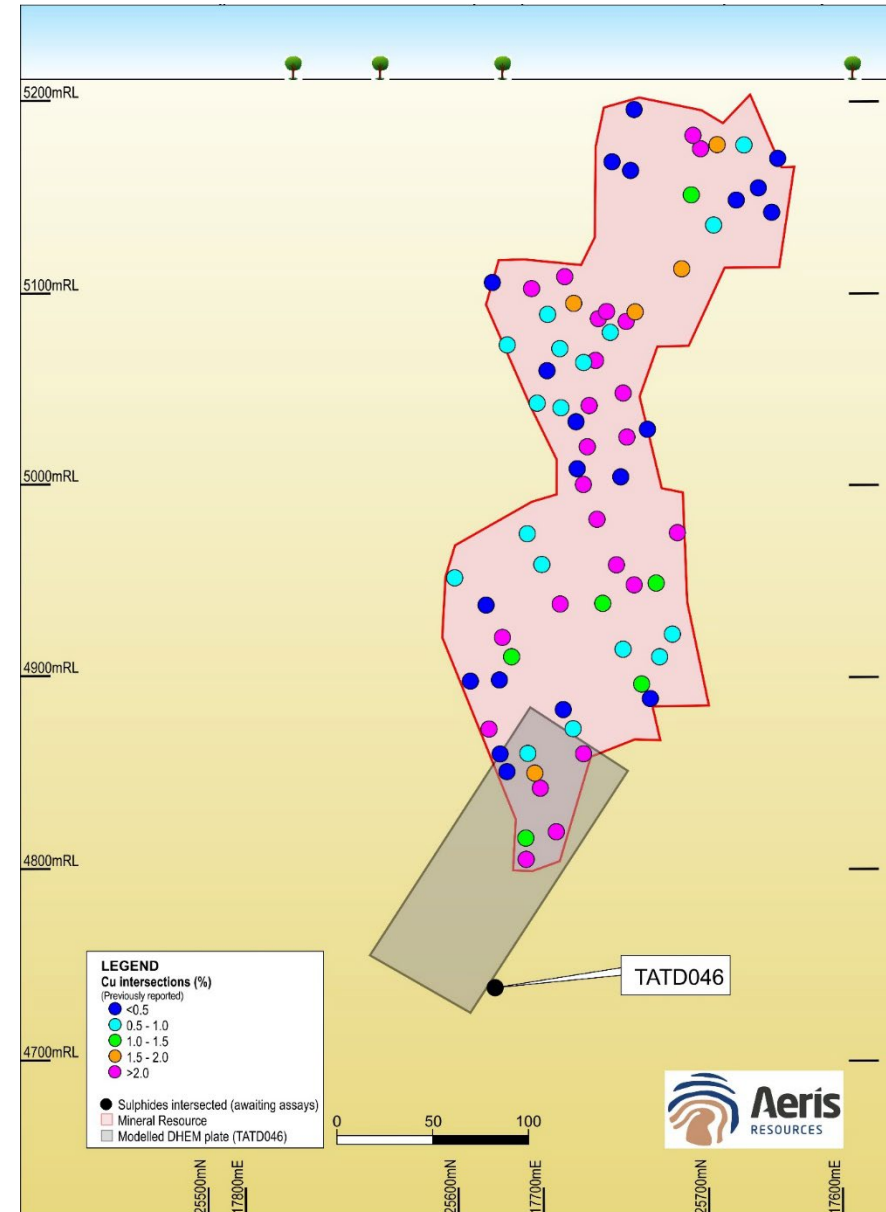 5200mRL
5100mRL
5000mRL
4900mRL
4800mRL
4700mRL
TATD046
LEGEND
Cu intersections (%)
(Previously reported)
<0.5
0.5 - 1.0
1.0 - 1.5
1.5 - 2.0
>2.0
Sulphides intersected (awaiting assays)
Mineral Resource
Modelled DHEM plate (TATD046)
0 50 100
Aeris
RESOURCES
25500mN
17800mE
25600mN
17700mE
25700mN
17600mE